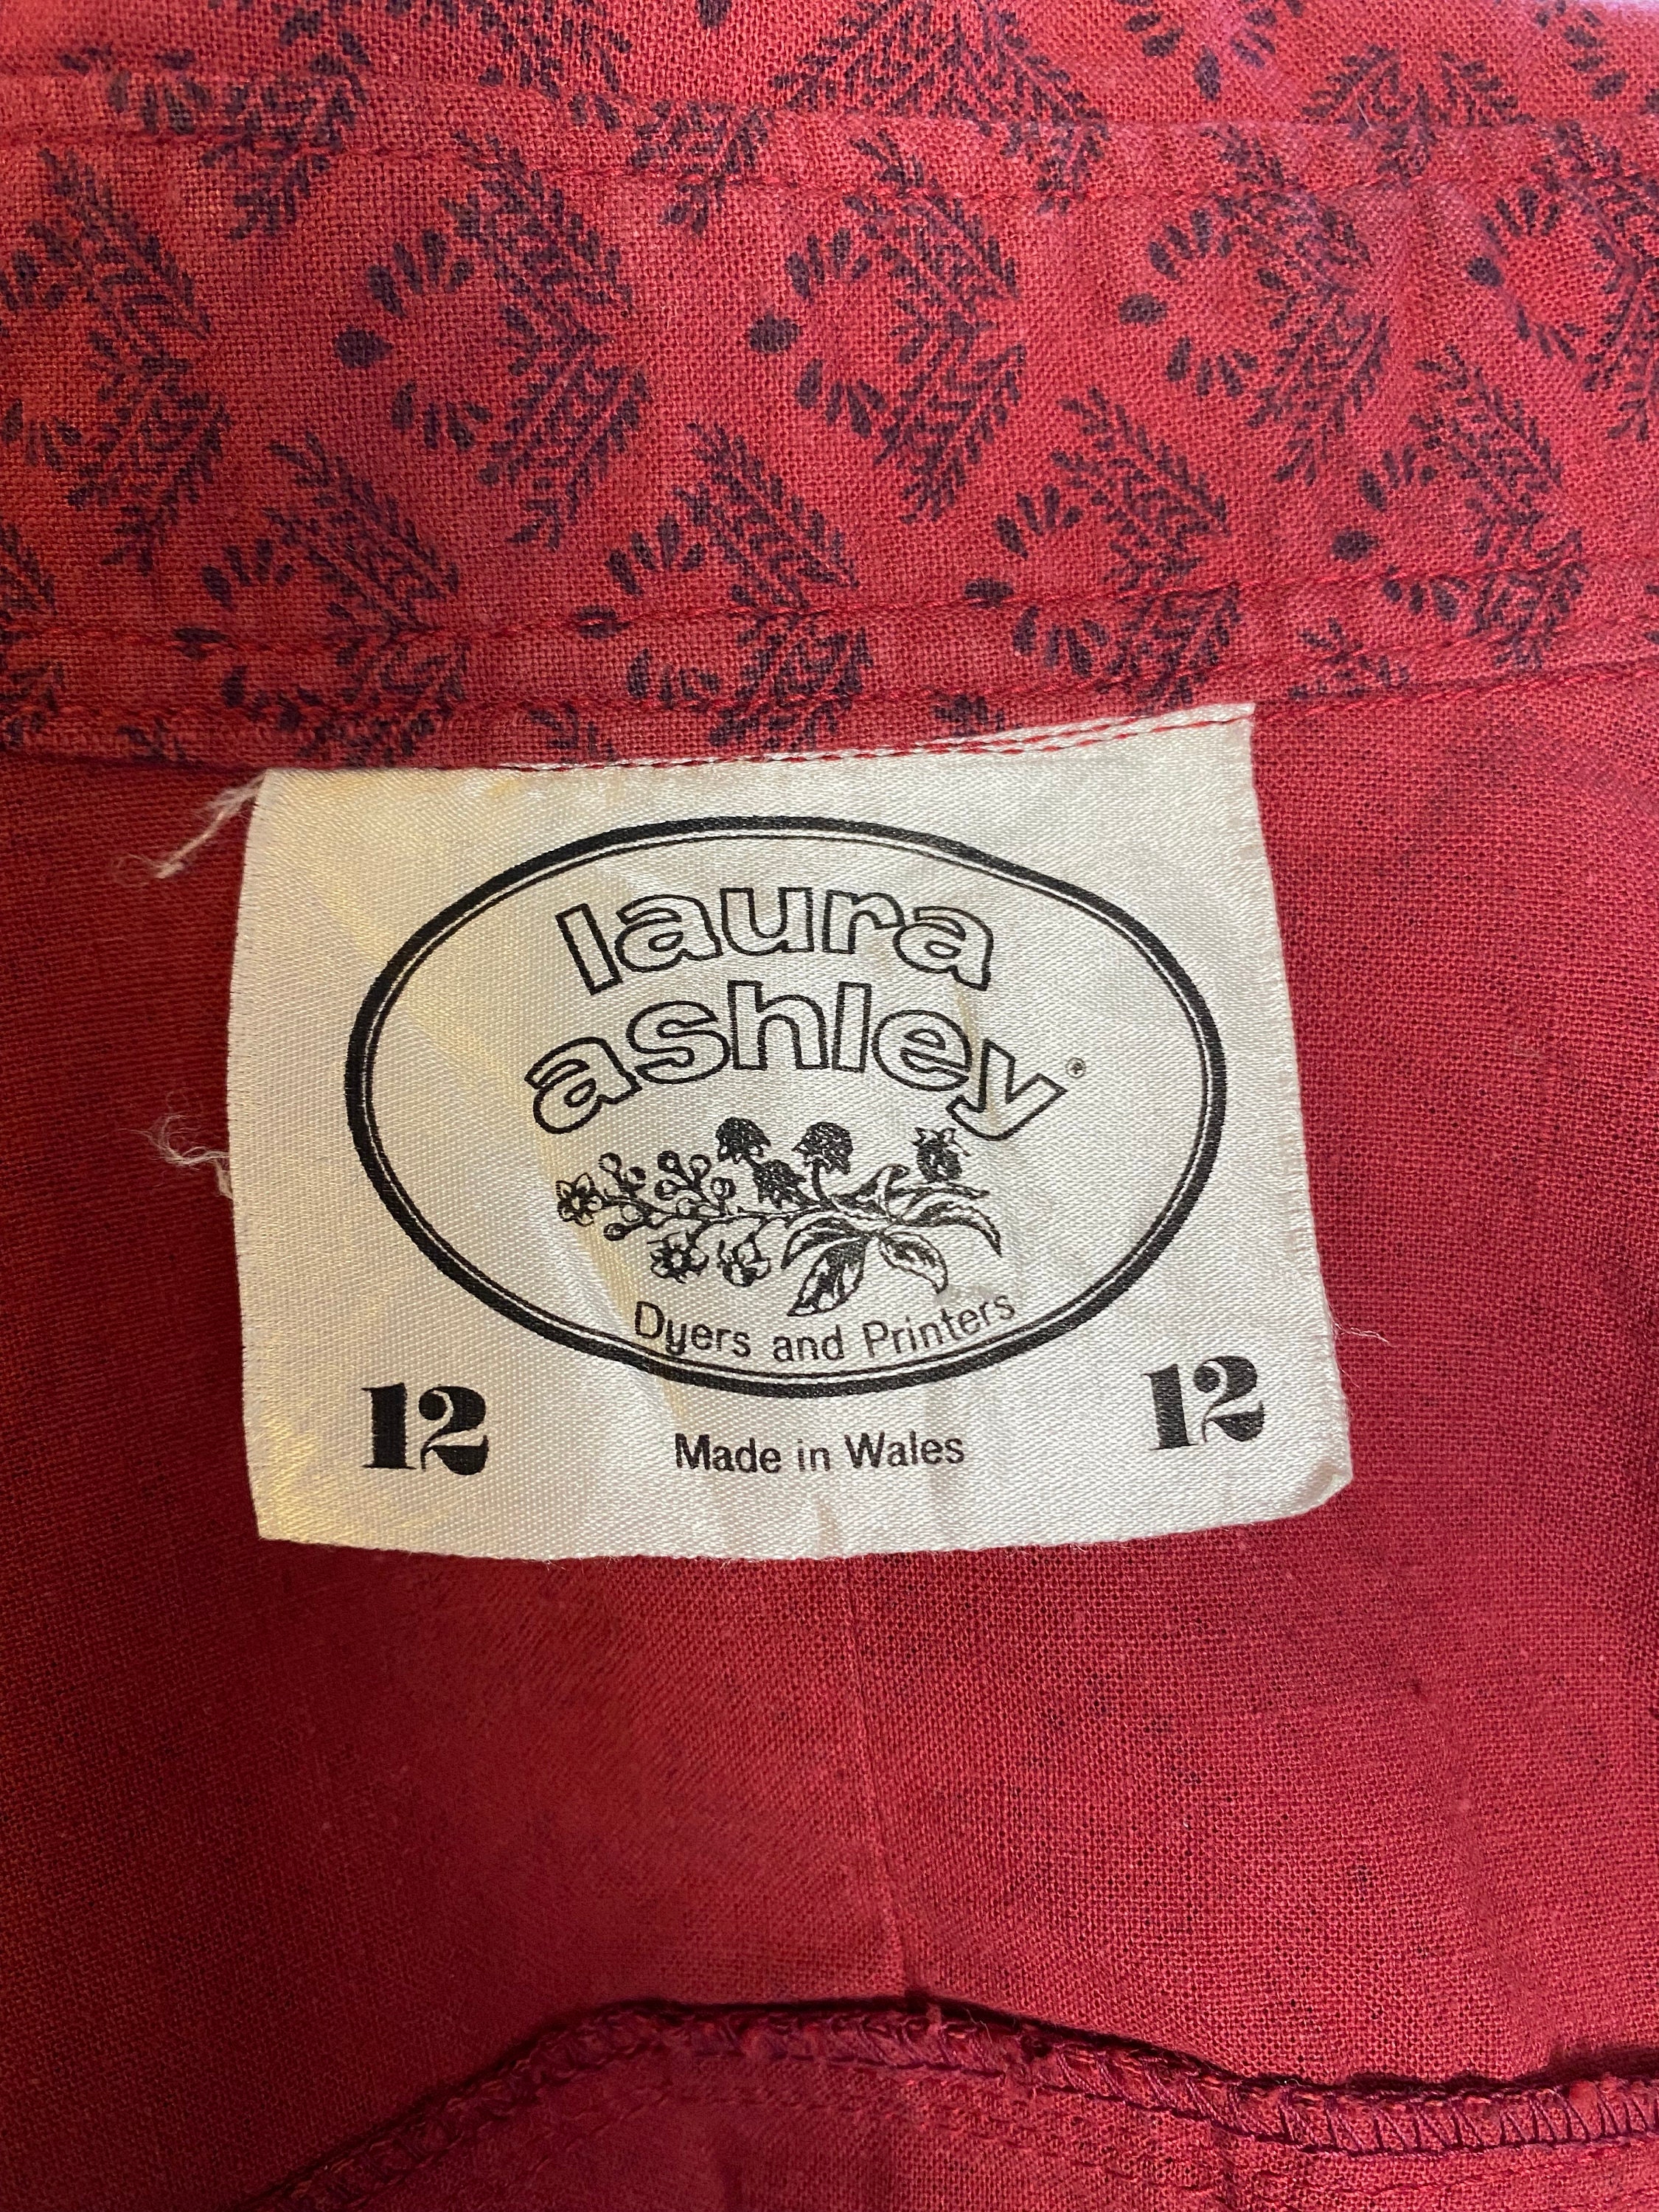 laura
ashley®
Dyers and Printers
12 Made in Wales 12